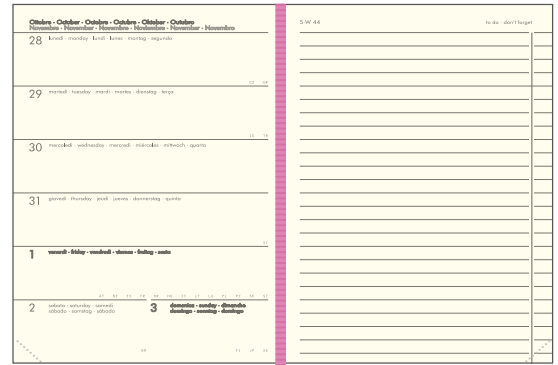 Ottobre · October · Octobre · Octubre · Oktober · Outubro
Novembre · November · Novembre · Noviembre · November · Novembro
28 lunedì · monday · lundi · lunes · montag · segunda
29 martedì · tuesday · mardi · martes · dienstag · terça
30 mercoledì · wednesday · mercredi · miércoles · mittwoch · quarta
31 giovedì · thursday · jeudi · jueves · donnerstag · quinta
1 venerdì · friday · vendredi · viernes · freitag · sexta
2 sabato · saturday · samedi
sábado · samstag · sábado
3 domenica · sunday · dimanche
domingo · sonntag · domingo
S·W 44
to do · don't forget